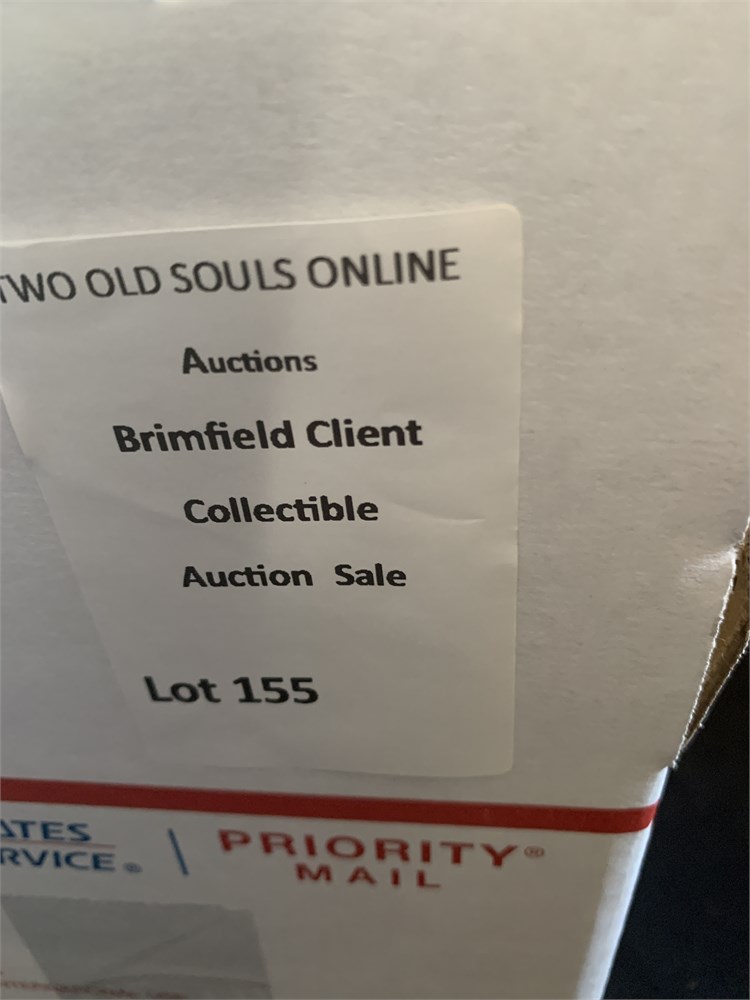 TWO OLD SOULS ONLINE
Auctions
Brimfield Client
Collectible
Auction Sale
Lot 155
ATES
RVICE®
PRIORITY®
MAIL